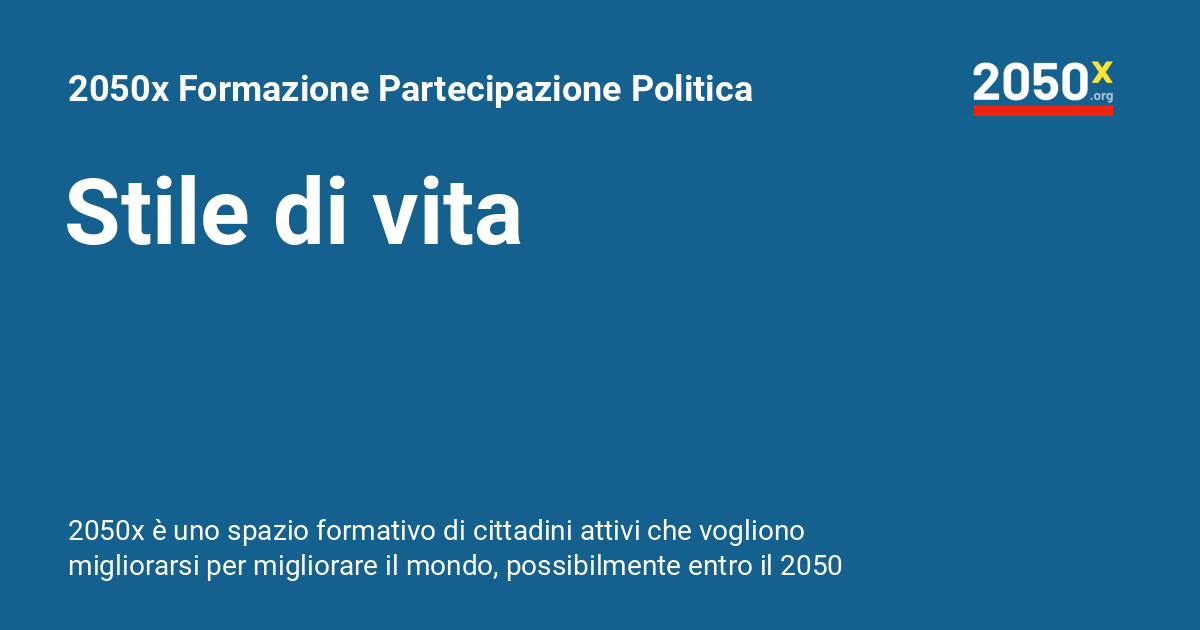 2050x Formazione Partecipazione Politica
2050x
.org
Stile di vita
2050x è uno spazio formativo di cittadini attivi che vogliono
migliorarsi per migliorare il mondo, possibilmente entro il 2050